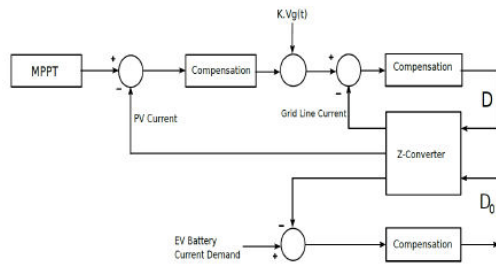 K.Vg(t)
MPPT
+
−
Compensation
+
−
Compensation
PV Current
Grid Line Current
D
Z-Converter
D0
−
EV Battery
Current Demand
+
Compensation